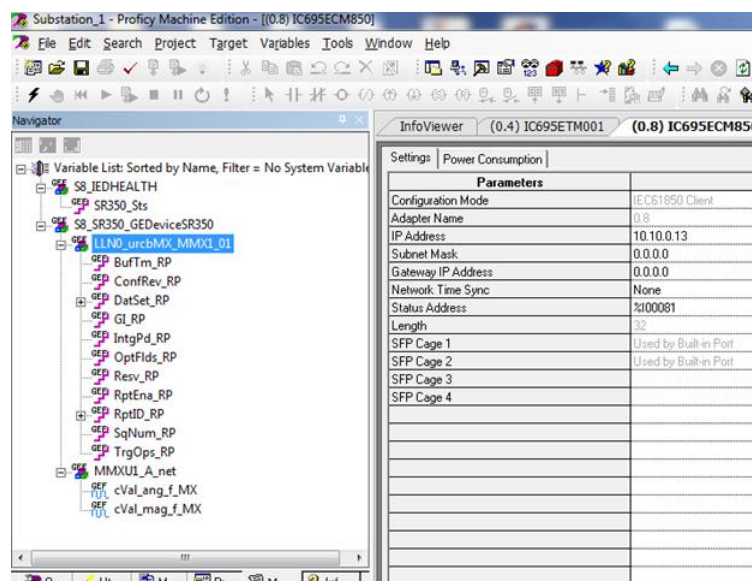 Substation_1 - Proficy Machine Edition - [(0.8) IC695ECM850]
File Edit Search Project Target Variables Tools Window Help
Navigator
InfoViewer (0.4) IC695ETM001 (0.8) IC695ECM850
Variable List: Sorted by Name, Filter = No System Variable
S8_IEDHEALTH
SR350_Sts
S8_SR350_GEDeviceSR350
LLN0_urcbMX_MMX1_01
BufTm_RP
ConfRev_RP
DatSet_RP
GI_RP
IntgPd_RP
OptFlds_RP
Resv_RP
RptEna_RP
RptID_RP
SqNum_RP
TrgOps_RP
MMXU1_A_net
cVal_ang_f_MX
cVal_mag_f_MX
Settings Power Consumption
Parameters
Configuration Mode IEC61850 Client
Adapter Name 0.8
IP Address 10.10.0.13
Subnet Mask 0.0.0.0
Gateway IP Address 0.0.0.0
Network Time Sync None
Status Address %I00081
Length 32
SFP Cage 1 Used by Built-in Port
SFP Cage 2 Used by Built-in Port
SFP Cage 3
SFP Cage 4